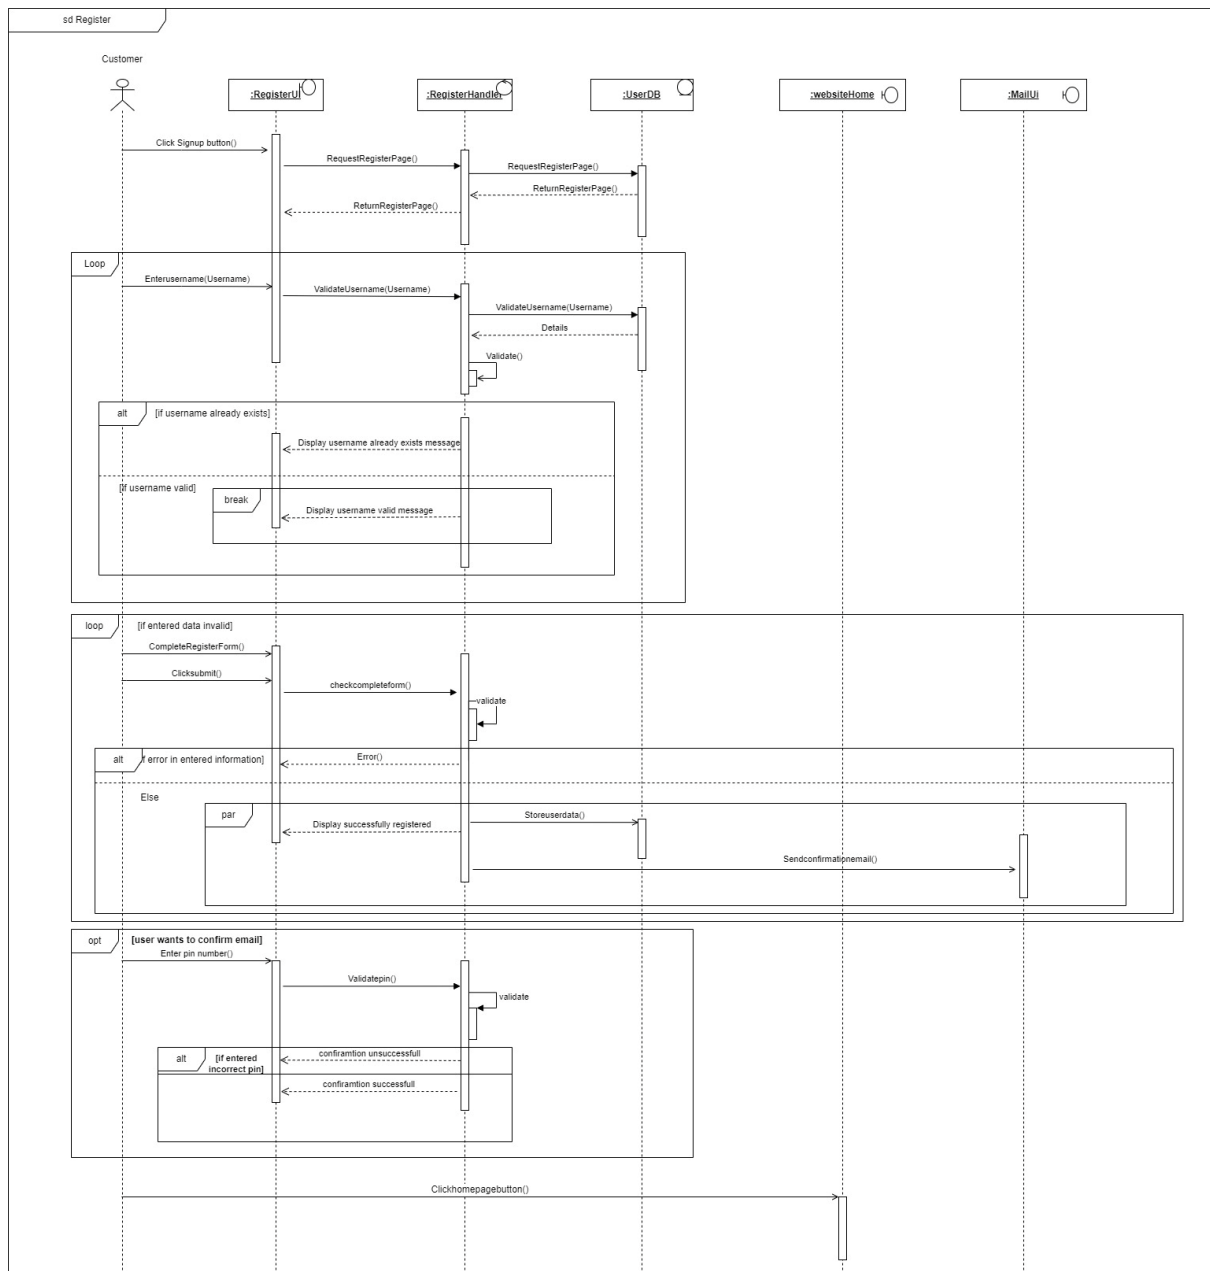 sd Register
Customer
:RegisterUI
:RegisterHandler
:UserDB
:websiteHome
:MailUi
Click Signup button()
RequestRegisterPage()
RequestRegisterPage()
ReturnRegisterPage()
ReturnRegisterPage()
Loop
Enterusername(Username)
ValidateUsername(Username)
ValidateUsername(Username)
Details
Validate()
alt
[if username already exists]
Display username already exists message
[if username valid]
break
Display username valid message
loop
[if entered data invalid]
CompleteRegisterForm()
Clicksubmit()
checkcompleteform()
validate
alt
if error in entered information]
Error()
Else
par
Storeuserdata()
Display successfully registered
Sendconfirmationemail()
opt
[user wants to confirm email]
Enter pin number()
Validatepin()
validate
alt
[if entered
incorrect pin]
confiramtion unsuccessfull
confiramtion successfull
Clickhomepagebutton()